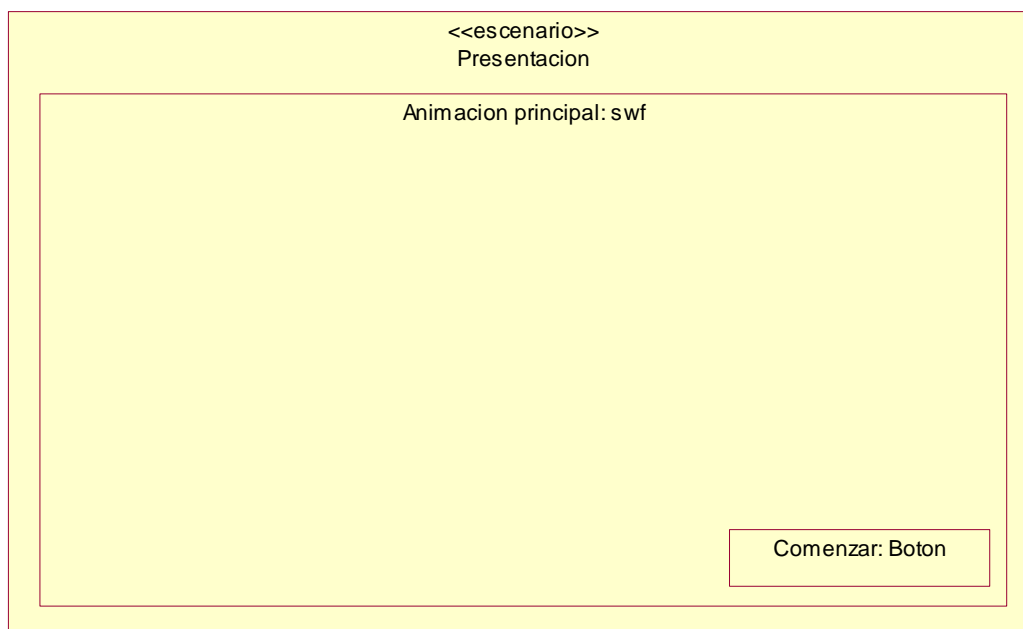 <<escenario>>
Presentacion
Animacion principal: swf
Comenzar: Boton